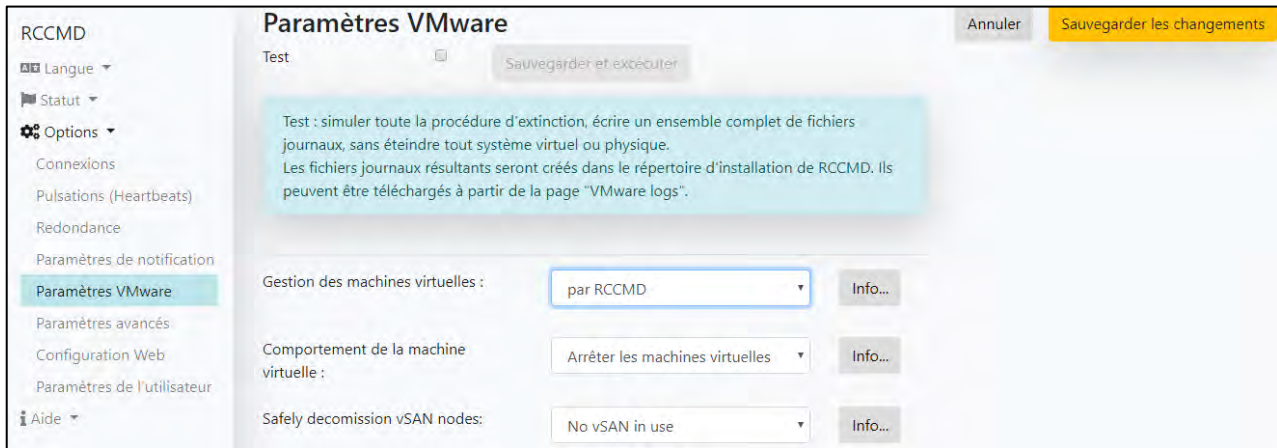 RCCMD
Langue
Statut
Options
Connexions
Pulsations (Heartbeats)
Redondance
Paramètres de notification
Paramètres VMware
Paramètres avancés
Configuration Web
Paramètres de l'utilisateur
Aide
Paramètres VMware
Annuler
Sauvegarder les changements
Test
Sauvegarder et excécuter
Test : simuler toute la procédure d'extinction, écrire un ensemble complet de fichiers
journaux, sans éteindre tout système virtuel ou physique.
Les fichiers journaux résultants seront créés dans le répertoire d'installation de RCCMD. Ils
peuvent être téléchargés à partir de la page "VMware logs".
Gestion des machines virtuelles :
par RCCMD
Info...
Comportement de la machine
virtuelle :
Arrêter les machines virtuelles
Info...
Safely decomission vSAN nodes:
No vSAN in use
Info...